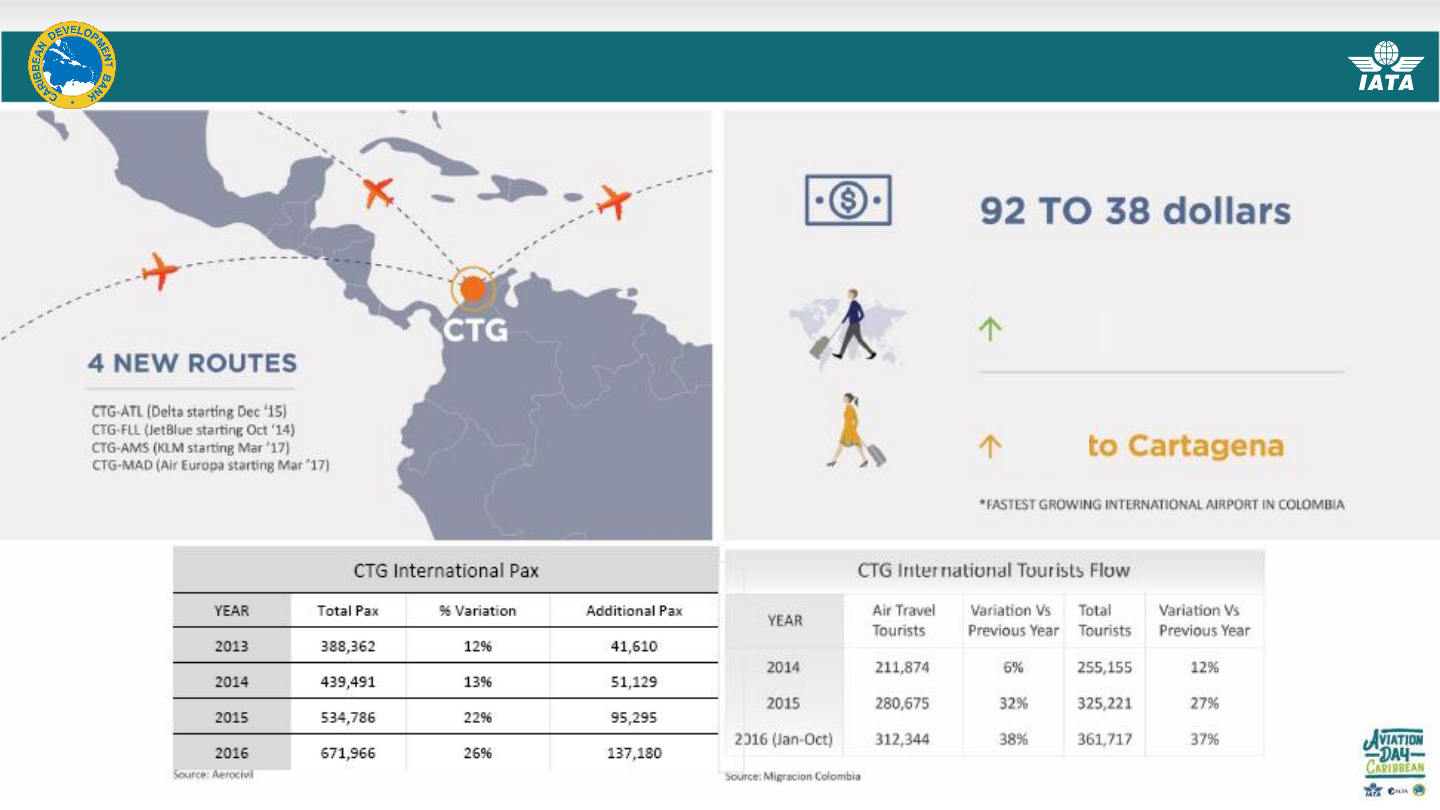 CARIBBEAN DEVELOPMENT BANK
IATA
CTG
4 NEW ROUTES
CTG-ATL (Delta starting Dec '15)
CTG-FLL (JetBlue starting Oct '14)
CTG-AMS (KLM starting Mar '17)
CTG-MAD (Air Europa starting Mar '17)
$
92 TO 38 dollars
to Cartagena
*FASTEST GROWING INTERNATIONAL AIRPORT IN COLOMBIA
CTG International Pax
YEAR Total Pax % Variation Additional Pax
2013 388,362 12% 41,610
2014 439,491 13% 51,129
2015 534,786 22% 95,295
2016 671,966 26% 137,180
Source: Aerocivil
CTG International Tourists Flow
YEAR Air Travel Tourists Variation Vs Previous Year Total Tourists Variation Vs Previous Year
2014 211,874 6% 255,155 12%
2015 280,675 32% 325,221 27%
2016 (Jan-Oct) 312,344 38% 361,717 37%
Source: Migracion Colombia
AVIATION
DAY
CARIBBEAN
IATA ALTA